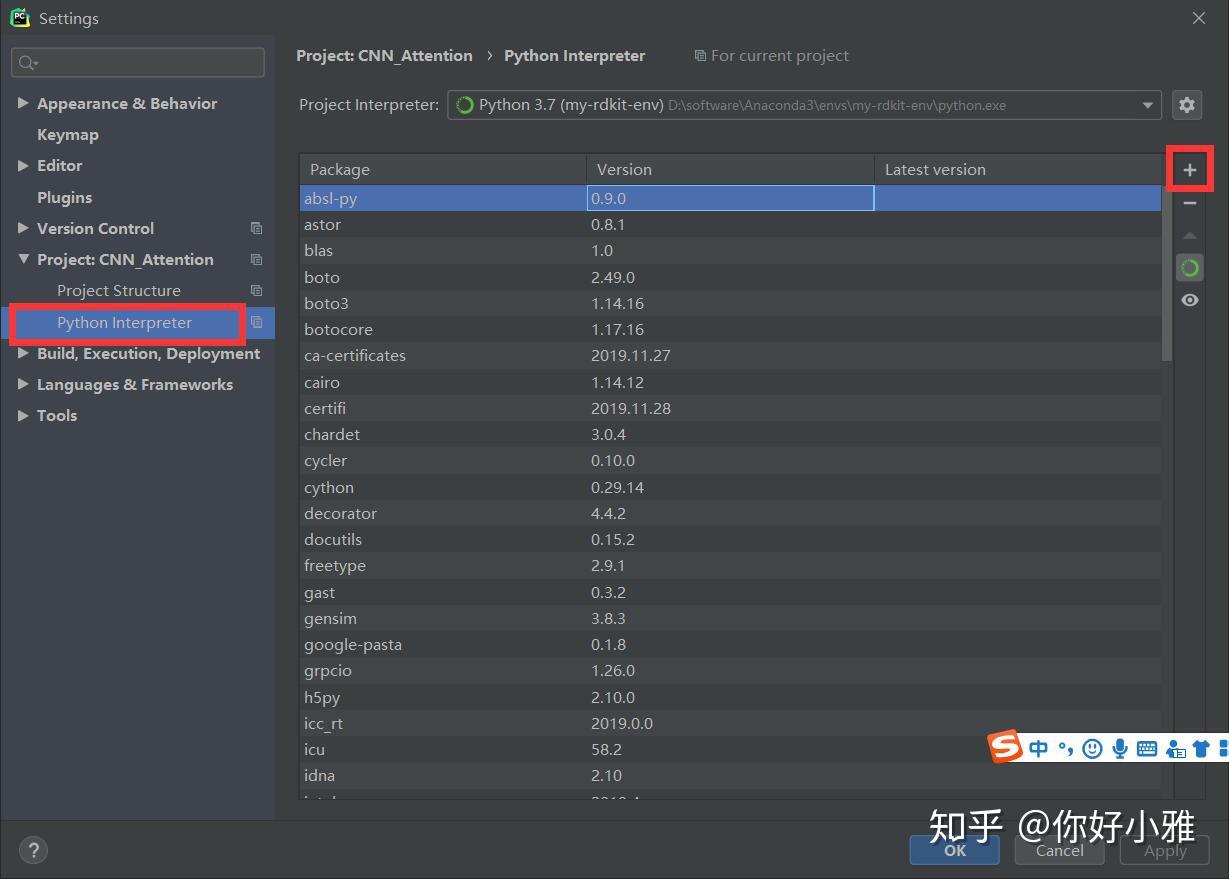 Settings
Project: CNN_Attention › Python Interpreter For current project
Appearance & Behavior
Keymap
Editor
Plugins
Version Control
Project: CNN_Attention
Project Structure
Python Interpreter
Build, Execution, Deployment
Languages & Frameworks
Tools
Project Interpreter: Python 3.7 (my-rdkit-env) D:\software\Anaconda3\envs\my-rdkit-env\python.exe
Package Version Latest version
absl-py 0.9.0
astor 0.8.1
blas 1.0
boto 2.49.0
boto3 1.14.16
botocore 1.17.16
ca-certificates 2019.11.27
cairo 1.14.12
certifi 2019.11.28
chardet 3.0.4
cycler 0.10.0
cython 0.29.14
decorator 4.4.2
docutils 0.15.2
freetype 2.9.1
gast 0.3.2
gensim 3.8.3
google-pasta 0.1.8
grpcio 1.26.0
h5py 2.10.0
icc_rt 2019.0.0
icu 58.2
idna 2.10
中
知乎 @你好小雅
OK Cancel Apply